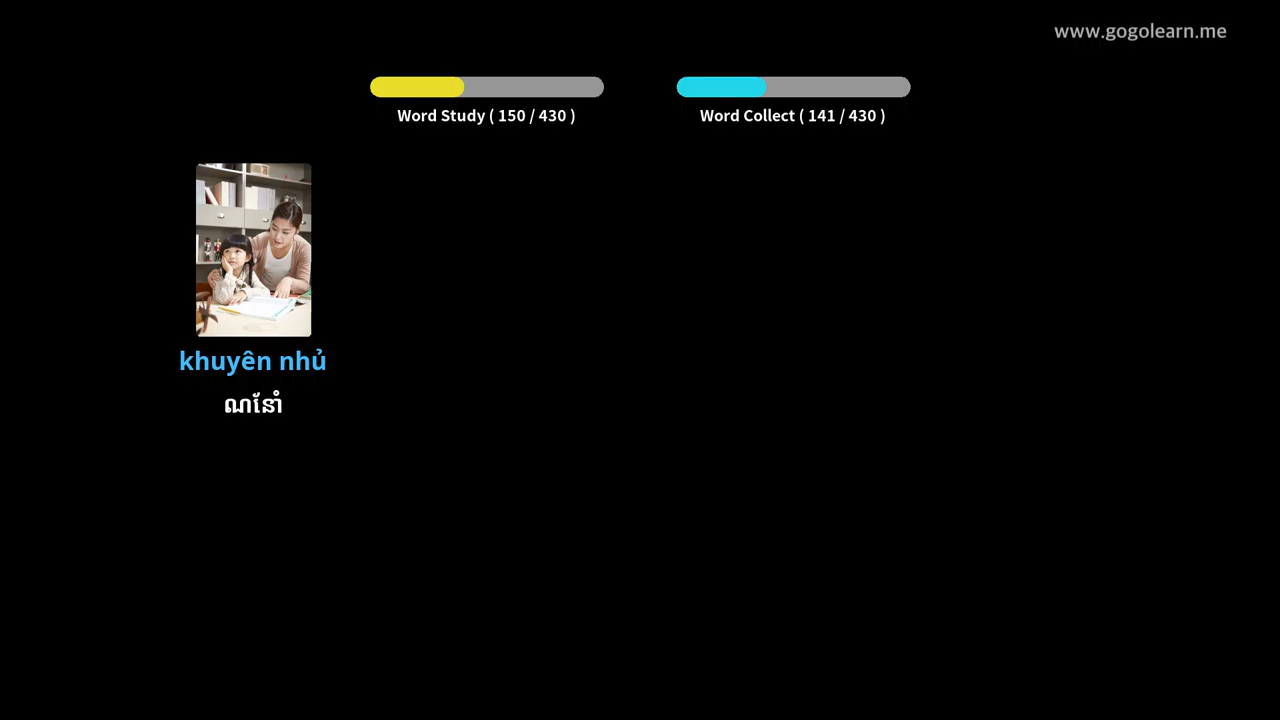 www.gogolearn.me
Word Study ( 150 / 430 )
Word Collect ( 141 / 430 )
khuyên nhủ
ណែនាំ